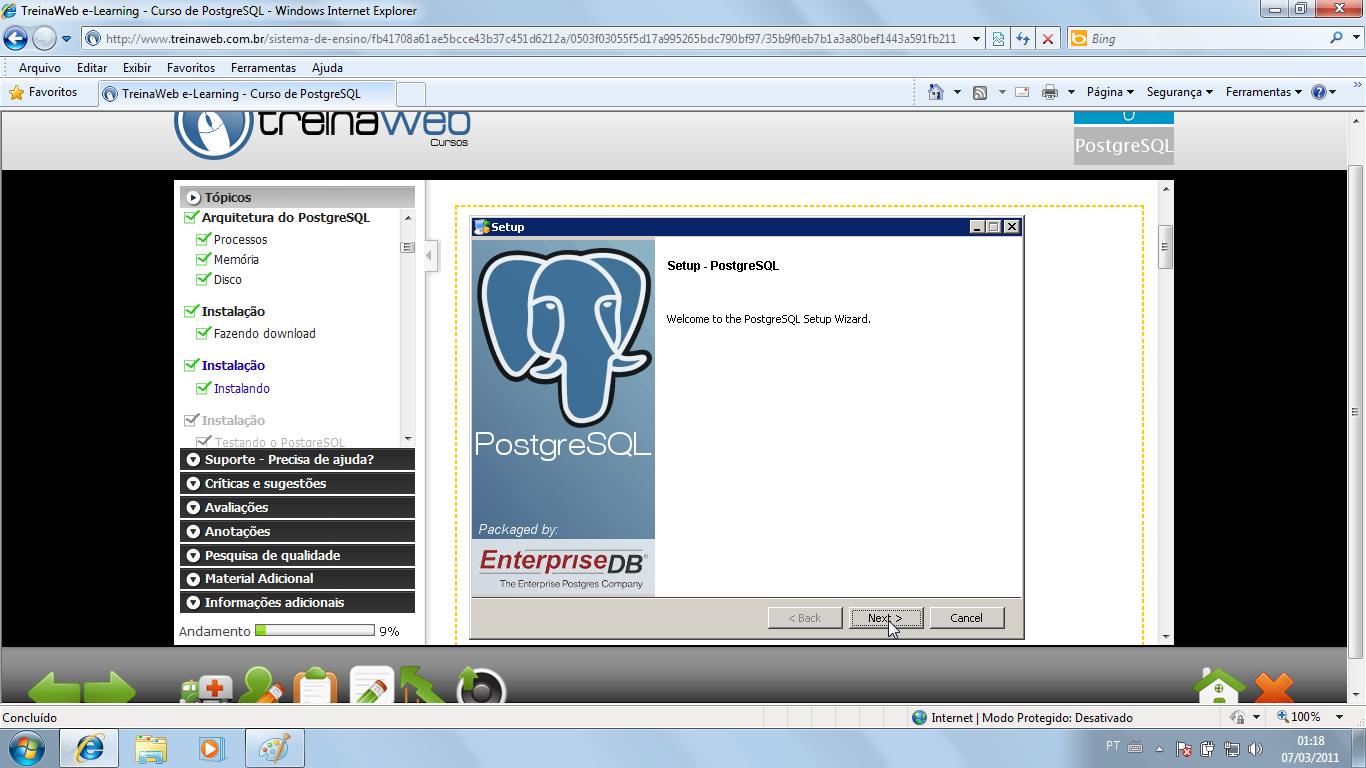 TreinaWeb e-Learning - Curso de PostgreSQL - Windows Internet Explorer
http://www.treinaweb.com.br/sistema-de-ensino/fb41708a61ae5bcce43b37c451d6212a/0503f03055f5d17a995265bdc790bf97/35b9f0eb7b1a3a80bef1443a591fb211
Bing
Arquivo Editar Exibir Favoritos Ferramentas Ajuda
Favoritos
TreinaWeb e-Learning - Curso de PostgreSQL
Página Segurança Ferramentas
treinaweb
Cursos
PostgreSQL
Tópicos
Arquitetura do PostgreSQL
Processos
Memória
Disco
Instalação
Fazendo download
Instalação
Instalando
Instalação
Testando o PostgreSQL
Suporte - Precisa de ajuda?
Críticas e sugestões
Avaliações
Anotações
Pesquisa de qualidade
Material Adicional
Informações adicionais
Andamento 9%
Setup
Setup - PostgreSQL
Welcome to the PostgreSQL Setup Wizard.
PostgreSQL
Packaged by:
EnterpriseDB®
The Enterprise Postgres Company
< Back Next > Cancel
Concluído
Internet | Modo Protegido: Desativado
100%
PT
01:18
07/03/2011